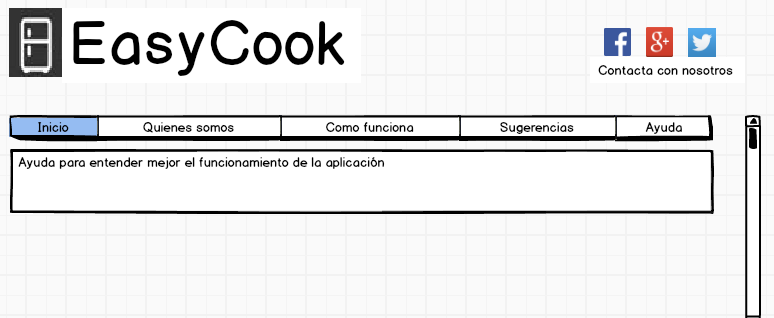 EasyCook
f g+
Contacta con nosotros
Inicio Quienes somos Como funciona Sugerencias Ayuda
Ayuda para entender mejor el funcionamiento de la aplicación